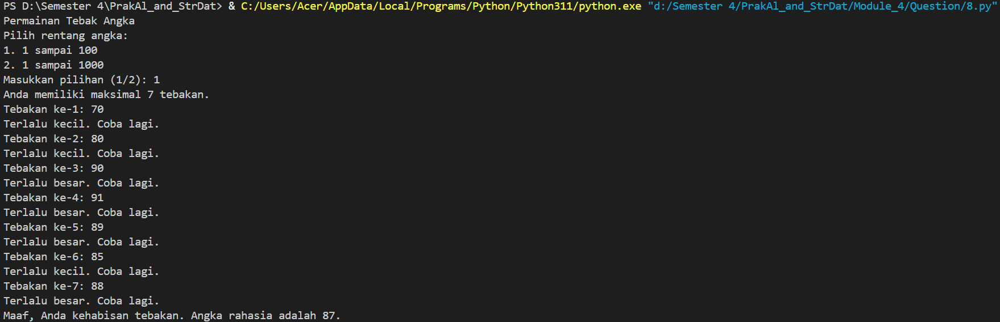 PS D:\Semester 4\PrakAl_and_StrDat> & C:/Users/Acer/AppData/Local/Programs/Python/Python311/python.exe "d:/Semester 4/PrakAl_and_StrDat/Module_4/Question/8.py"
Permainan Tebak Angka
Pilih rentang angka:
1. 1 sampai 100
2. 1 sampai 1000
Masukkan pilihan (1/2): 1
Anda memiliki maksimal 7 tebakan.
Tebakan ke-1: 70
Terlalu kecil. Coba lagi.
Tebakan ke-2: 80
Terlalu kecil. Coba lagi.
Tebakan ke-3: 90
Terlalu besar. Coba lagi.
Tebakan ke-4: 91
Terlalu besar. Coba lagi.
Tebakan ke-5: 89
Terlalu besar. Coba lagi.
Tebakan ke-6: 85
Terlalu kecil. Coba lagi.
Tebakan ke-7: 88
Terlalu besar. Coba lagi.
Maaf, Anda kehabisan tebakan. Angka rahasia adalah 87.